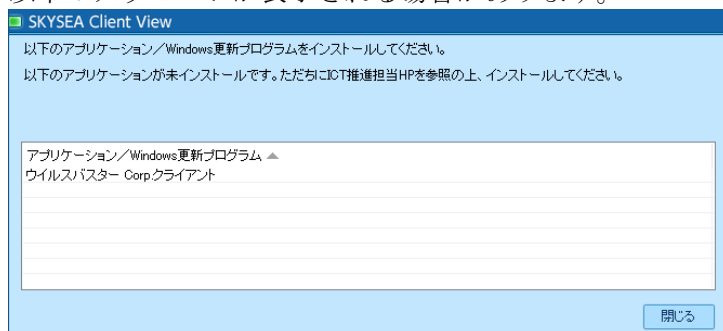 SKYSEA Client View
以下のアプリケーション／Windows更新プログラムをインストールしてください。
以下のアプリケーションが未インストールです。ただちにICT推進担当HPを参照の上、インストールしてください。
アプリケーション／Windows更新プログラム ▲
ウイルスバスター Corp.クライアント
閉じる